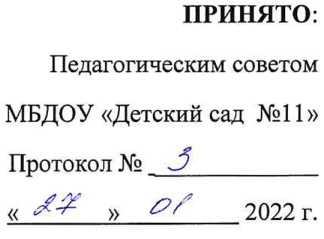 ПРИНЯТО:
Педагогическим советом
МБДОУ «Детский сад №11»
Протокол № 3
« 27 » 01 2022 г.